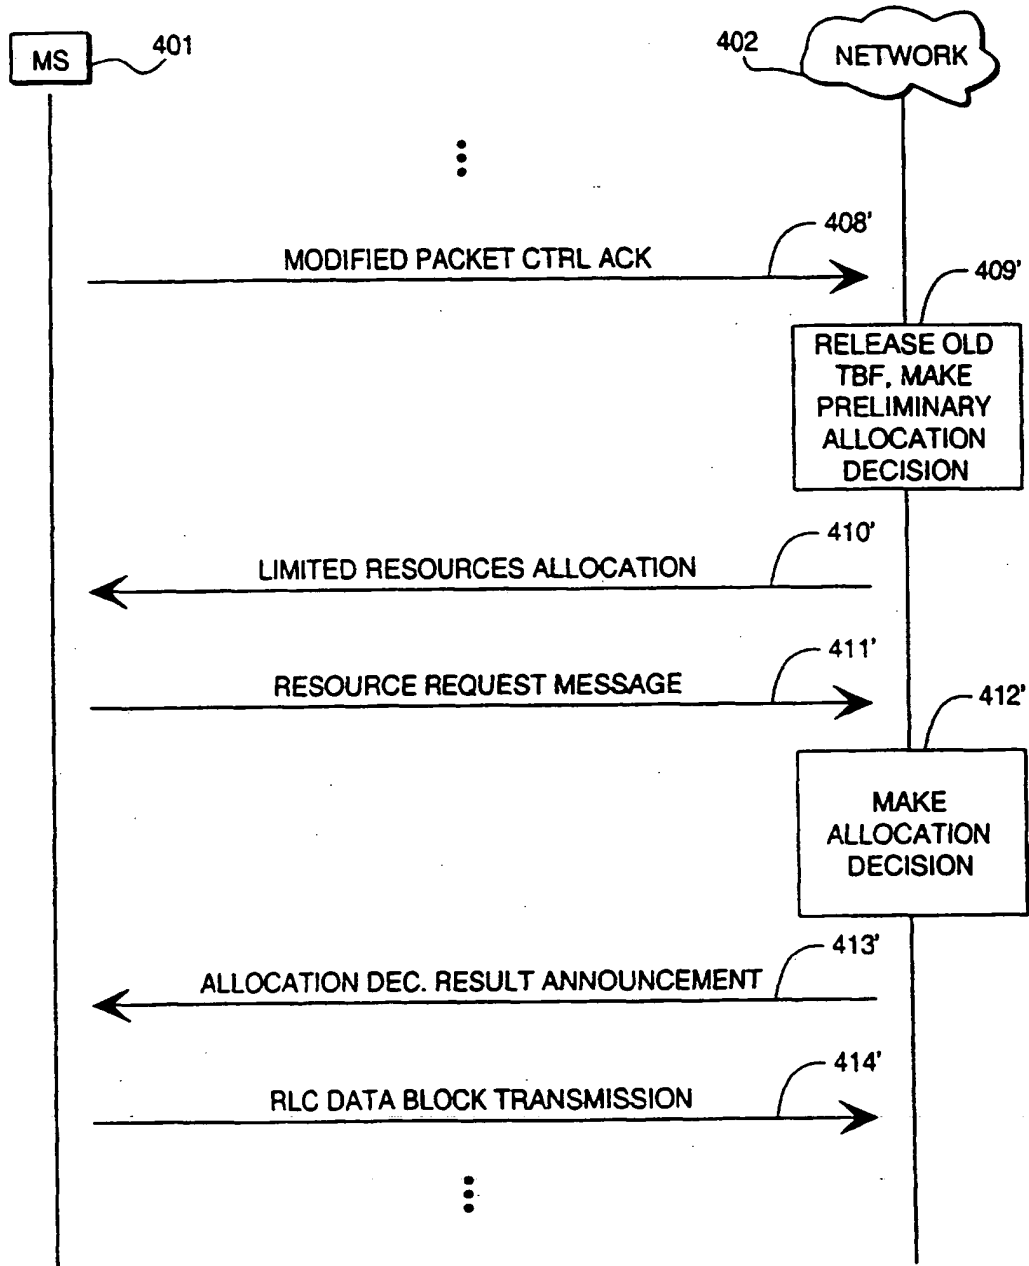 MS
401
402
NETWORK
408'
MODIFIED PACKET CTRL ACK
409'
RELEASE OLD
TBF, MAKE
PRELIMINARY
ALLOCATION
DECISION
410'
LIMITED RESOURCES ALLOCATION
411'
RESOURCE REQUEST MESSAGE
412'
MAKE
ALLOCATION
DECISION
413'
ALLOCATION DEC. RESULT ANNOUNCEMENT
414'
RLC DATA BLOCK TRANSMISSION